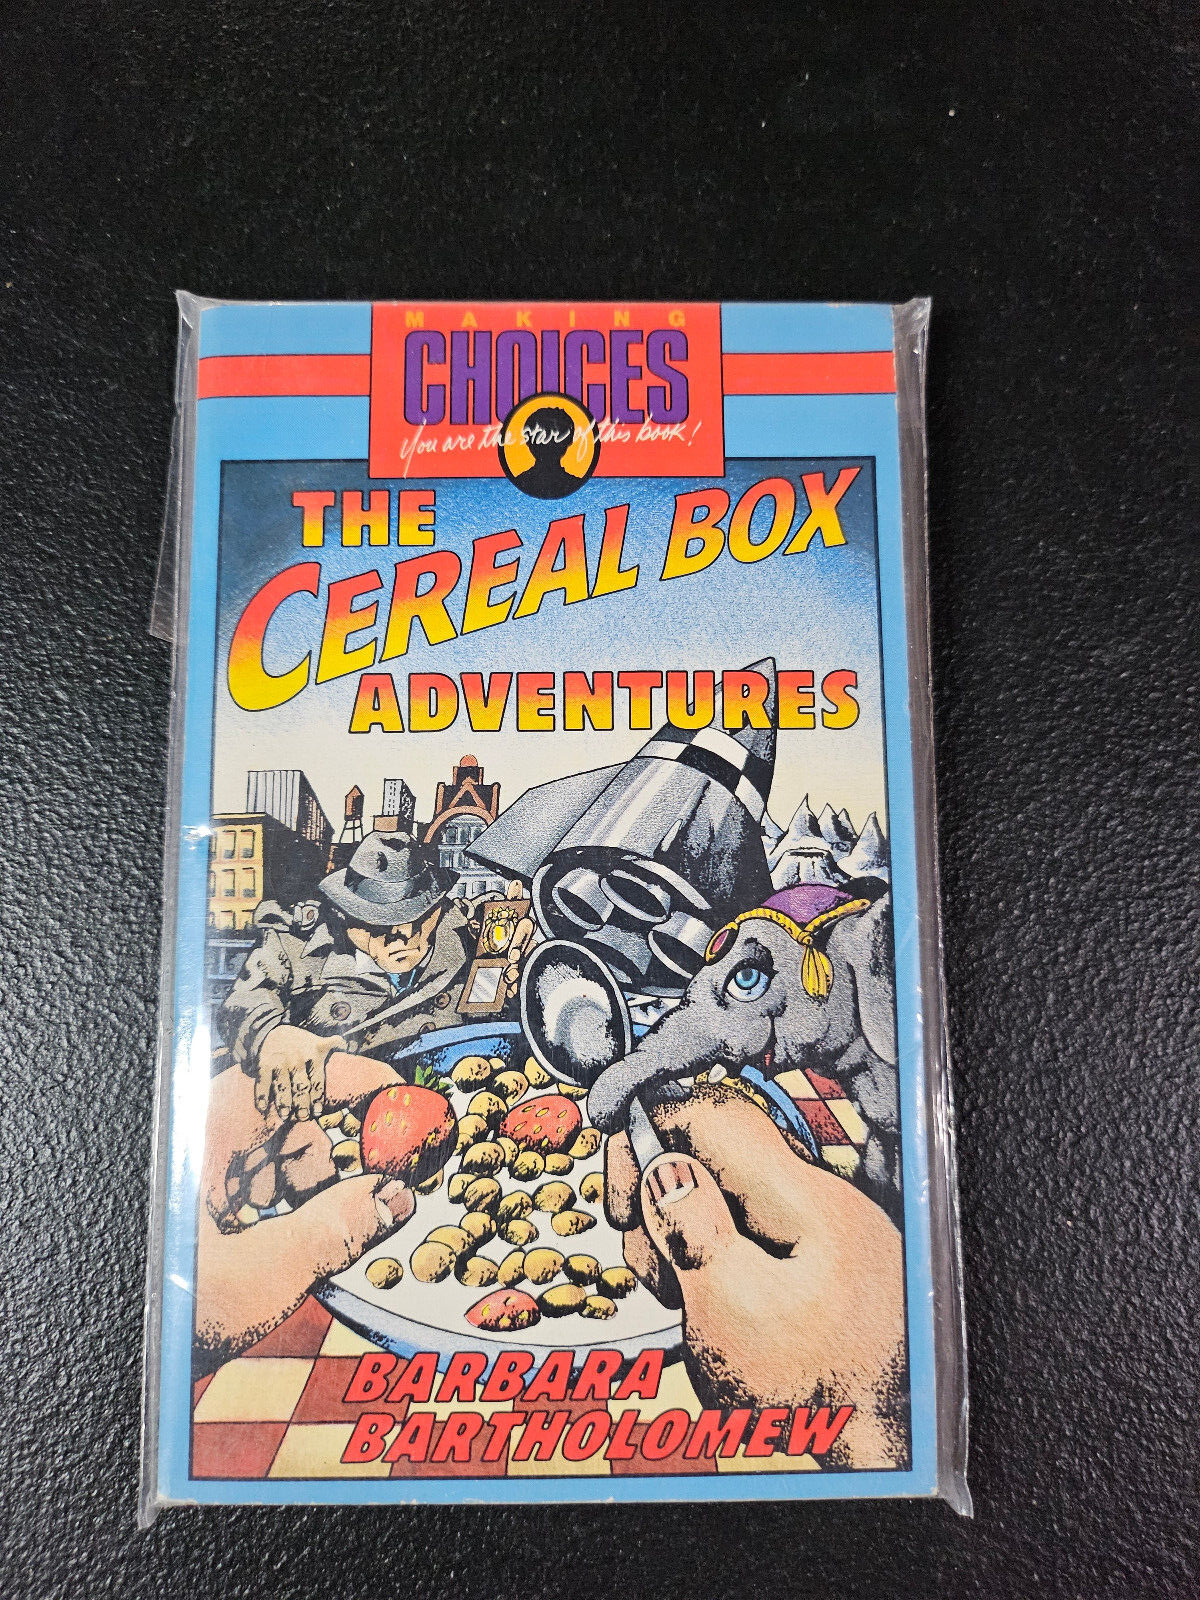 MAKING
CHOICES
You are the star of this book!
THE
CEREAL BOX
ADVENTURES
BARBARA
BARTHOLOMEW